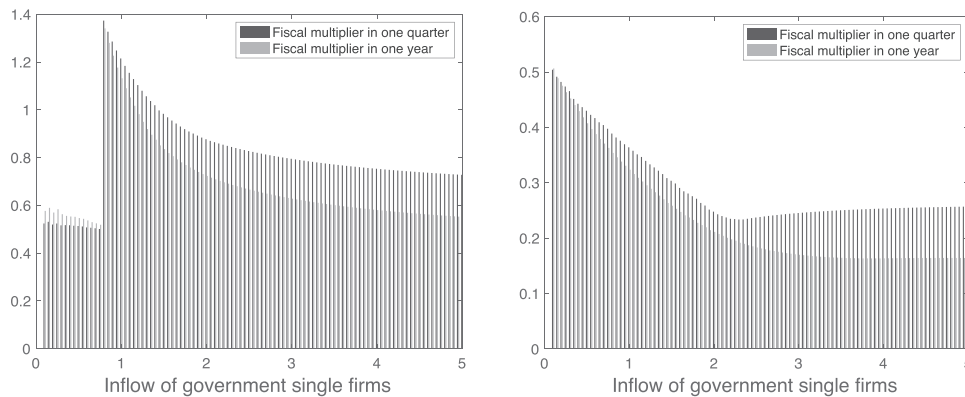 1.4
1.2
1
0.8
0.6
0.4
0.2
0
Fiscal multiplier in one quarter
Fiscal multiplier in one year
0 1 2 3 4 5
Inflow of government single firms
0.6
0.5
0.4
0.3
0.2
0.1
0
Fiscal multiplier in one quarter
Fiscal multiplier in one year
0 1 2 3 4
Inflow of government single firms